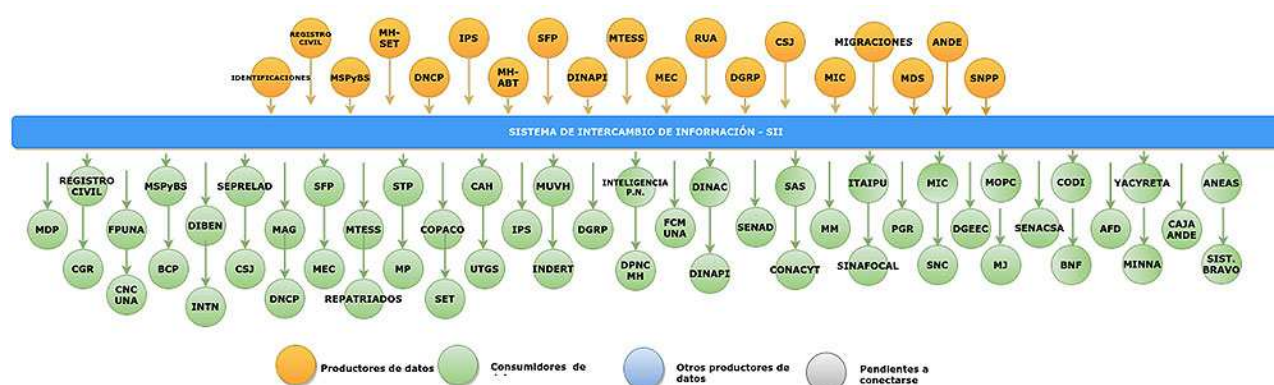 REGISTRO
CIVIL
MH-
SET
IPS
SFP
MTESS
RUA
CSJ
MIGRACIONES
ANDE
IDENTIFICACIONES
MSPyBS
DNCP
MH-
ABT
DINAPI
MEC
DGRP
MIC
MDS
SNPP
SISTEMA DE INTERCAMBIO DE INFORMACIÓN - SII
REGISTRO
CIVIL
MSPyBS
SEPRELAD
SFP
STP
CAH
MUVH
INTELIGENCIA
P.N.
DINAC
SAS
ITAIPU
MIC
MOPC
CODI
YACYRETA
ANEAS
MDP
FPUNA
DIBEN
MAG
MTESS
COPACO
IPS
DGRP
FCM
UNA
SENAD
MM
PGR
DGEEC
SENACSA
AFD
CAJA
ANDE
CGR
BCP
CSJ
MEC
MP
UTGS
INDERT
DPNC
MH
DINAPI
CONACYT
SINAFOCAL
SNC
MJ
BNF
MINNA
SIST.
BRAVO
CNC
UNA
INTN
DNCP
REPATRIADOS
SET
Productores de datos
Consumidores de
Otros productores de
datos
Pendientes a
conectarse